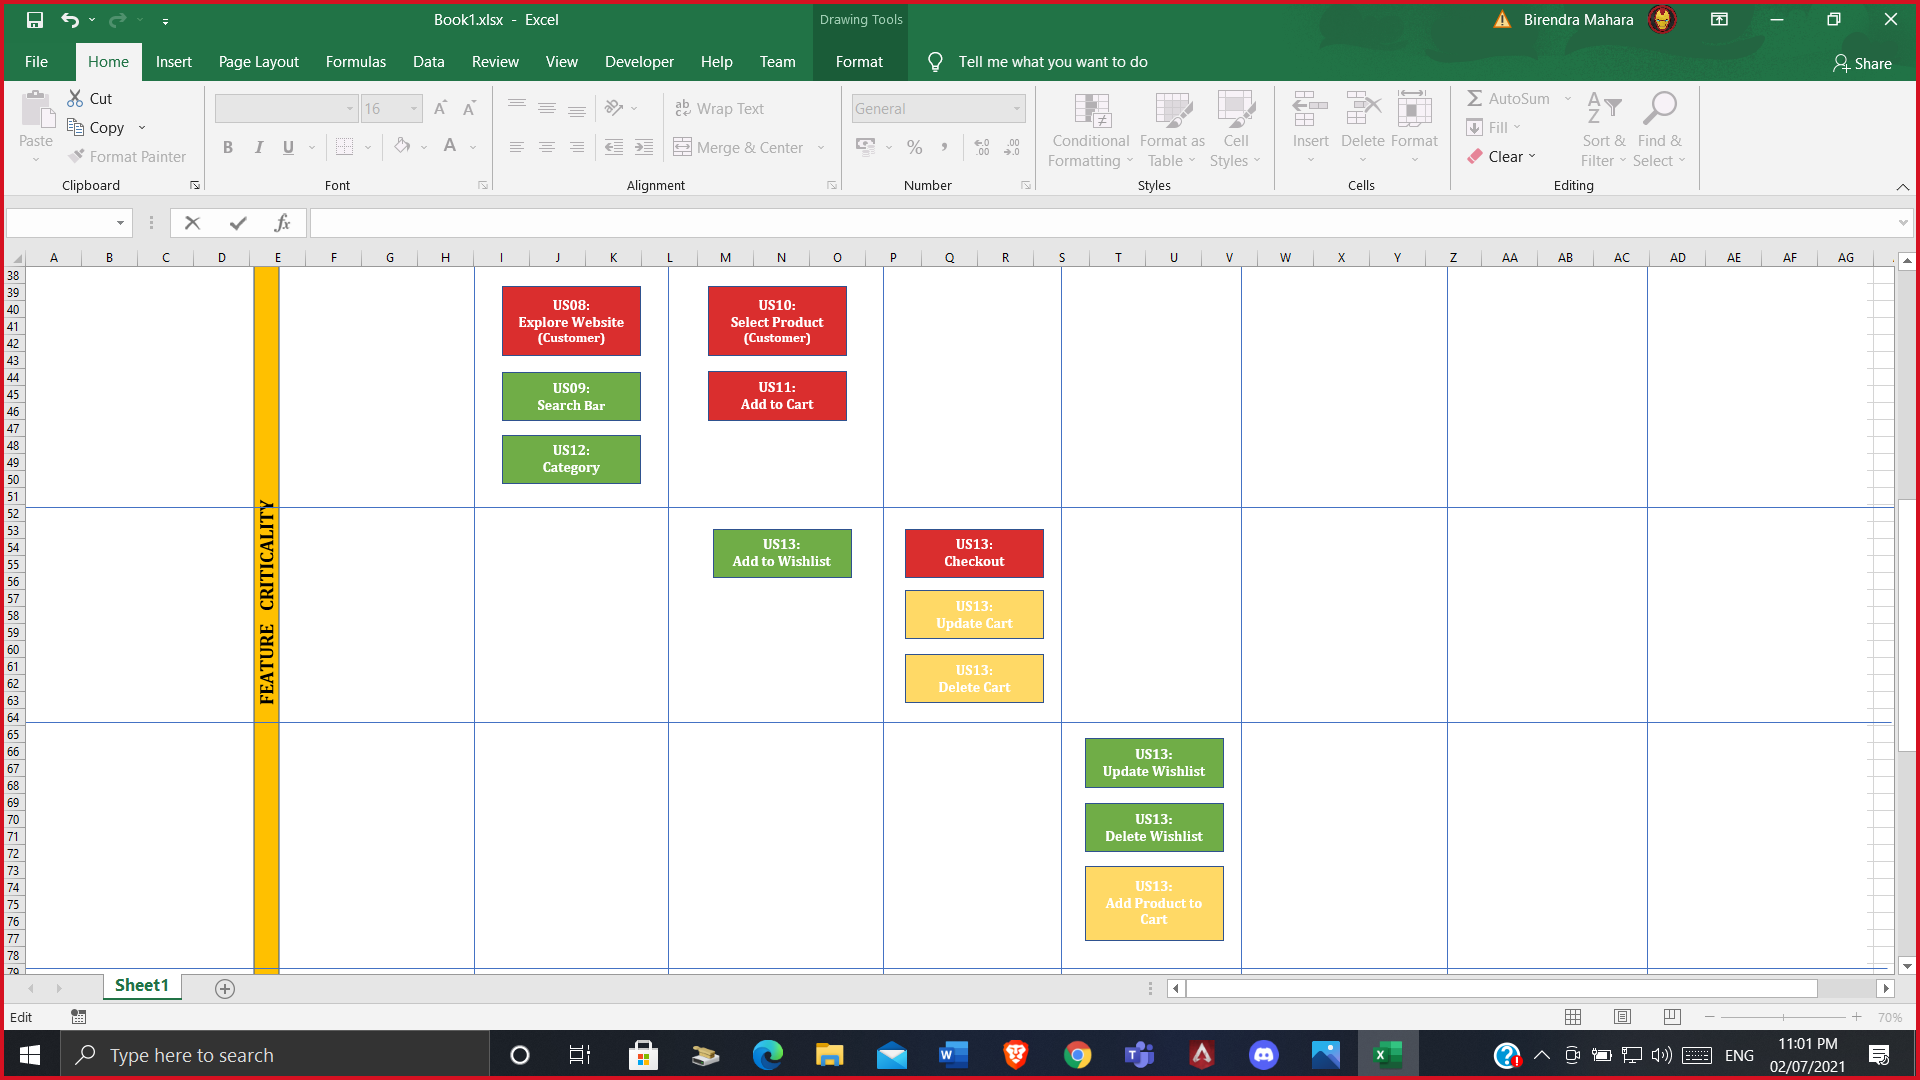 Book1.xlsx - Excel
Drawing Tools
Birendra Mahara
File Home Insert Page Layout Formulas Data Review View Developer Help Team Format Tell me what you want to do Share
Paste
Cut
Copy
Format Painter
Clipboard
16
B I U
Font
Wrap Text
Merge & Center
Alignment
General
Number
Conditional Formatting
Format as Table
Cell Styles
Styles
Insert
Delete
Format
Cells
AutoSum
Fill
Clear
Sort & Filter
Find & Select
Editing
fx
A B C D E F G H I J K L M N O P Q R S T U V W X Y Z AA AB AC AD AE AF AG
38
39
40
41
42
43
44
45
46
47
48
49
50
51
52
53
54
55
56
57
58
59
60
61
62
63
64
65
66
67
68
69
70
71
72
73
74
75
76
77
78
79
FEATURE CRITICALITY
US08:
Explore Website
(Customer)
US10:
Select Product
(Customer)
US09:
Search Bar
US11:
Add to Cart
US12:
Category
US13:
Add to Wishlist
US13:
Checkout
US13:
Update Cart
US13:
Delete Cart
US13:
Update Wishlist
US13:
Delete Wishlist
US13:
Add Product to
Cart
Sheet1
Edit
70%
Type here to search
ENG
11:01 PM
02/07/2021